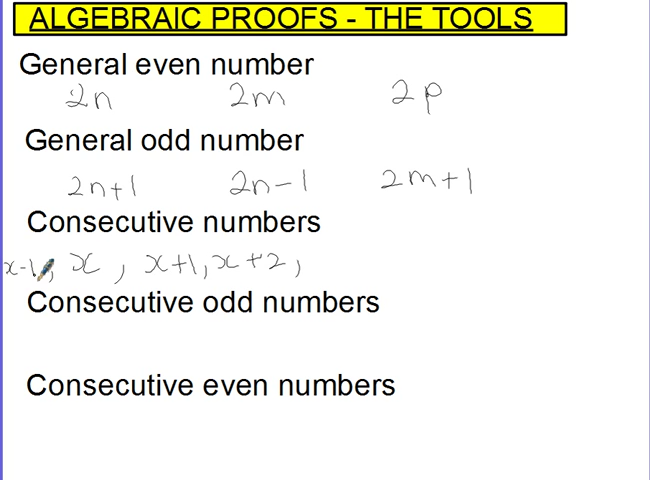 ALGEBRAIC PROOFS - THE TOOLS
General even number
2n 2m 2p
General odd number
2n+1 2n-1 2m+1
Consecutive numbers
x-1, x, x+1, x+2,
Consecutive odd numbers
Consecutive even numbers